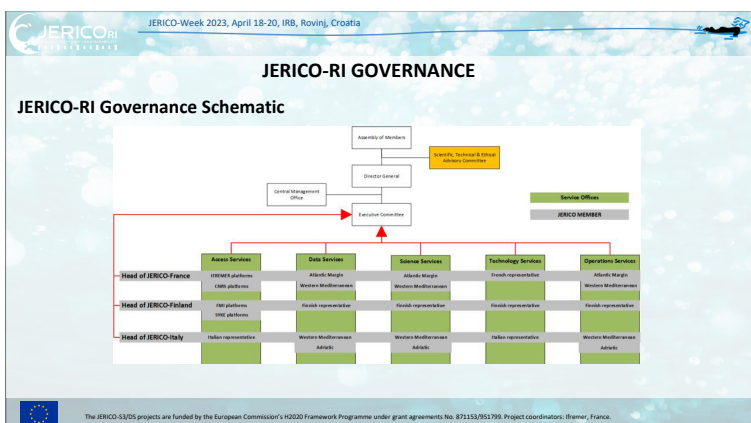 JERICO-Week 2023, April 18-20, IRB, Rovinj, Croatia
JERICO RI
JERICO-RI GOVERNANCE
JERICO-RI Governance Schematic
Assembly of Members
Scientific, Technical & Ethical
Advisory Committee
Director General
Central Management
Office
Executive Committee
Service Offices
JERICO MEMBER
Access Services Data Services Science Services Technology Services Operations Services
Head of JERICO-France IFREMER platforms Atlantic Margin Atlantic Margin French representative Atlantic Margin
CNRS platforms Western Mediterranean Western Mediterranean Western Mediterranean
Head of JERICO-Finland FMI platforms Finnish representative Finnish representative Finnish representative Finnish representative
SYKE platforms
Head of JERICO-Italy Italian representative Western Mediterranean Western Mediterranean Italian representative Western Mediterranean
Adriatic Adriatic Adriatic
The JERICO-S3/DS projects are funded by the European Commission's H2020 Framework Programme under grant agreements No. 871153/951799. Project coordinators: Ifremer, France.